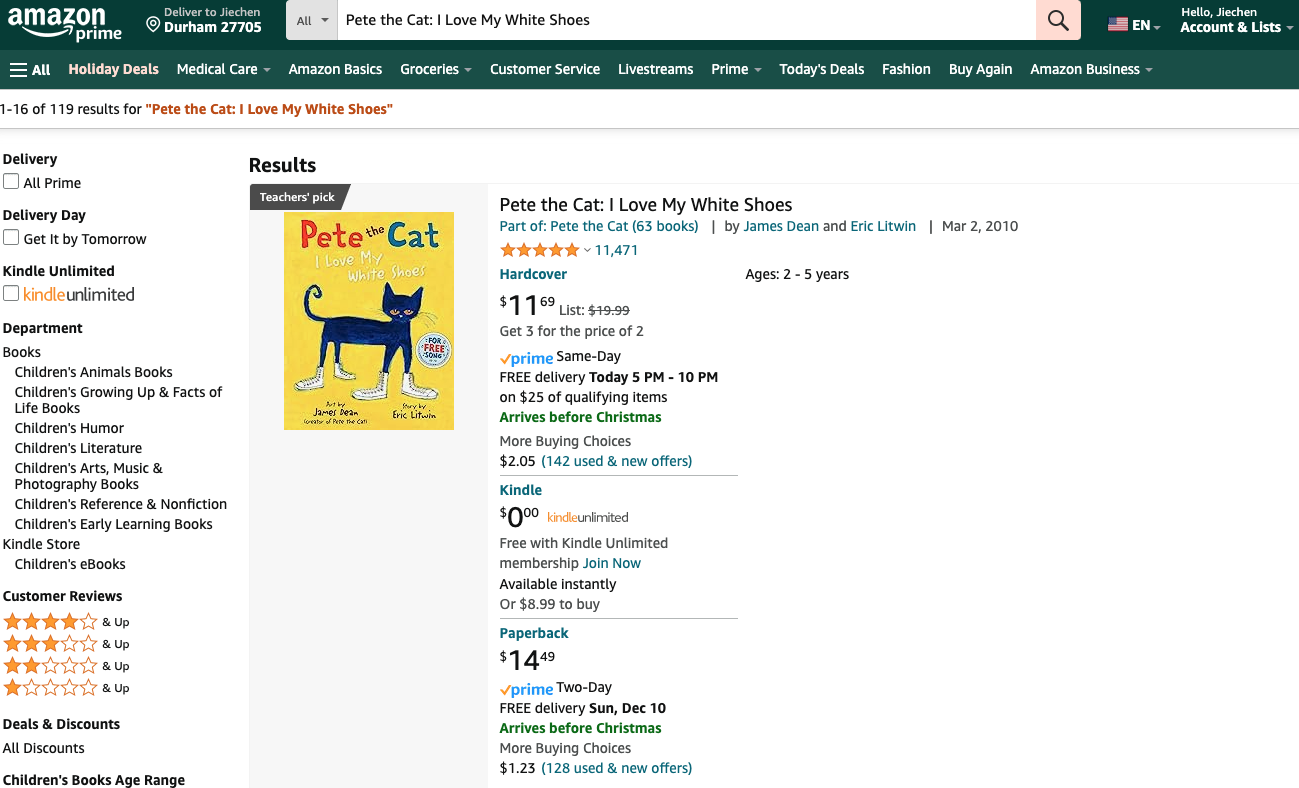 amazon
prime
Deliver to Jiechen
Durham 27705
All
Pete the Cat: I Love My White Shoes
EN
Hello, Jiechen
Account & Lists
All
Holiday Deals
Medical Care
Amazon Basics
Groceries
Customer Service
Livestreams
Prime
Today's Deals
Fashion
Buy Again
Amazon Business
1-16 of 119 results for "Pete the Cat: I Love My White Shoes"
Delivery
All Prime
Delivery Day
Get It by Tomorrow
Kindle Unlimited
kindleunlimited
Department
Books
Children's Animals Books
Children's Growing Up & Facts of
Life Books
Children's Humor
Children's Literature
Children's Arts, Music &
Photography Books
Children's Reference & Nonfiction
Children's Early Learning Books
Kindle Store
Children's eBooks
Customer Reviews
& Up
& Up
& Up
& Up
Deals & Discounts
All Discounts
Children's Books Age Range
Results
Teachers' pick
Pete the Cat
I Love My
White Shoes
FOR
FREE
SONG
Art by
James Dean
(creator of Pete the Cat)
Story by
Eric Litwin
Pete the Cat: I Love My White Shoes
Part of: Pete the Cat (63 books) | by James Dean and Eric Litwin | Mar 2, 2010
11,471
Hardcover
Ages: 2 - 5 years
$1169 List: $19.99
Get 3 for the price of 2
prime Same-Day
FREE delivery Today 5 PM - 10 PM
on $25 of qualifying items
Arrives before Christmas
More Buying Choices
$2.05 (142 used & new offers)
Kindle
$000 kindleunlimited
Free with Kindle Unlimited
membership Join Now
Available instantly
Or $8.99 to buy
Paperback
$1449
prime Two-Day
FREE delivery Sun, Dec 10
Arrives before Christmas
More Buying Choices
$1.23 (128 used & new offers)